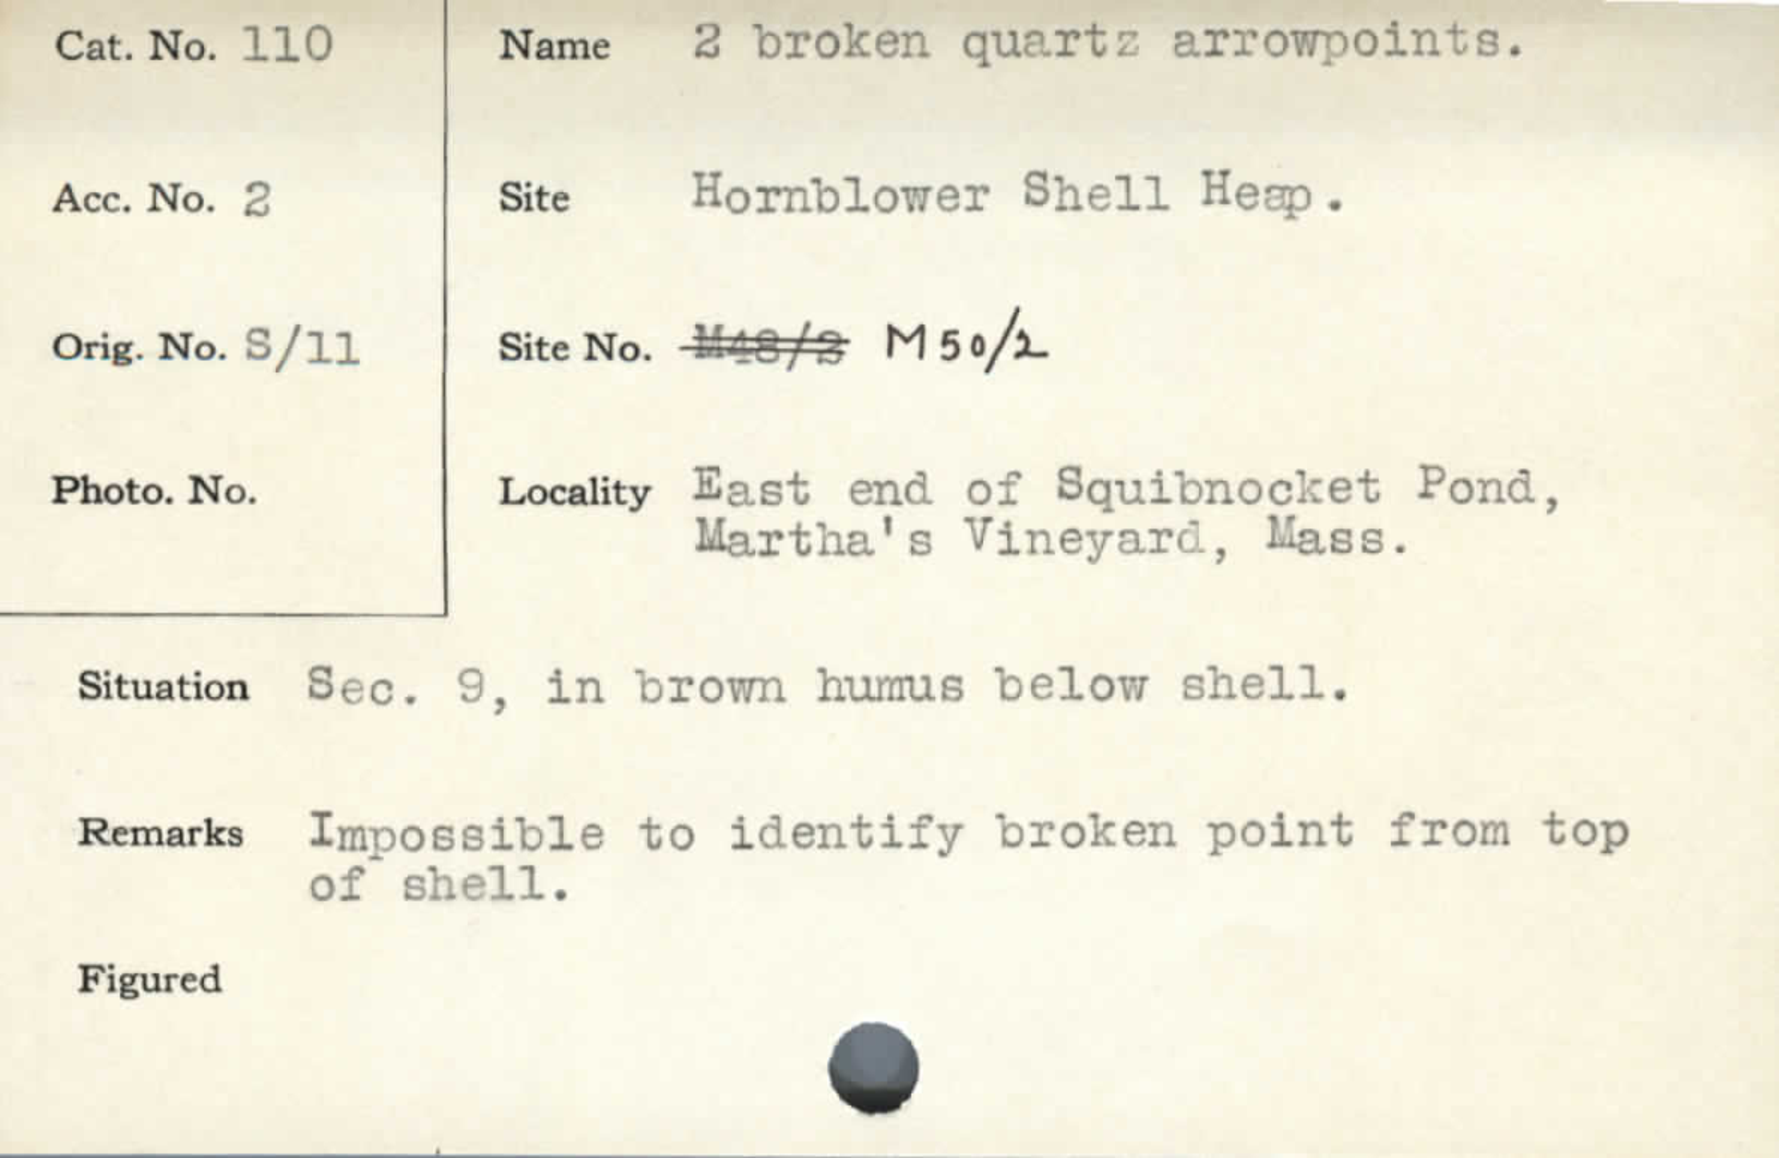 Cat. No. 110
Name 2 broken quartz arrowpoints.
Acc. No. 2
Site Hornblower Shell Heap.
Orig. No. S/11
Site No. M48/2 M50/2
Photo. No.
Locality East end of Squibnocket Pond,
Martha's Vineyard, Mass.
Situation Sec. 9, in brown humus below shell.
Remarks Impossible to identify broken point from top
of shell.
Figured